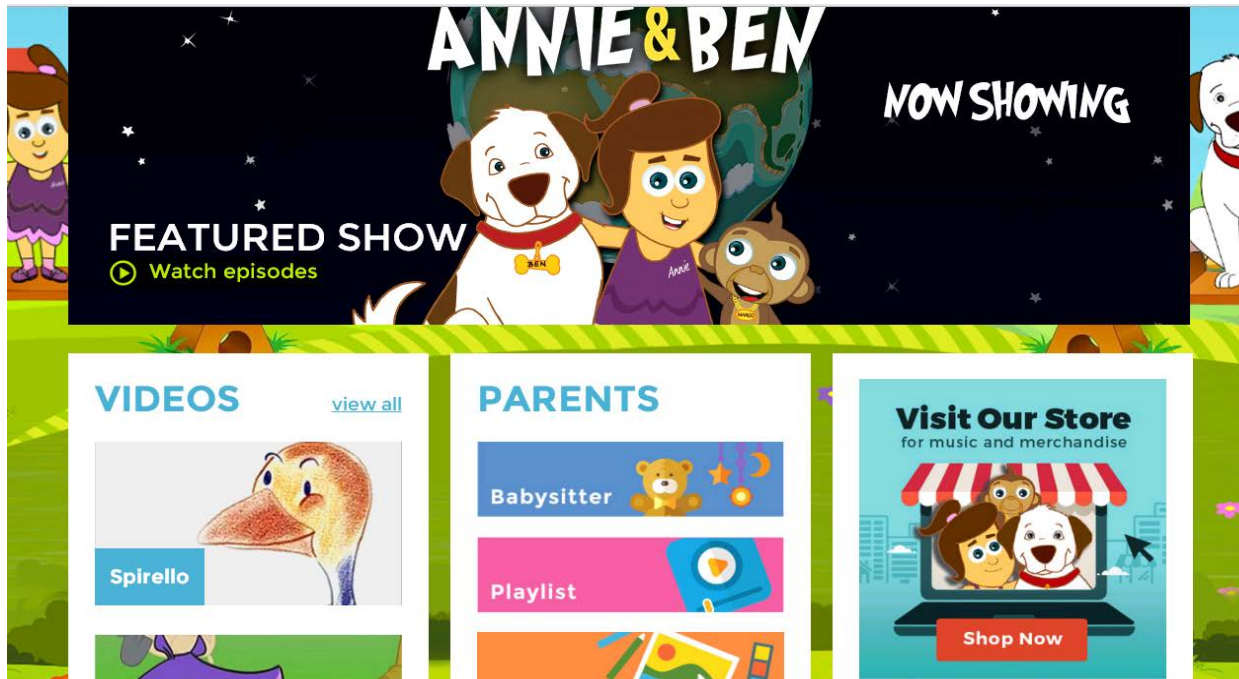 ANNIE & BEN
NOW SHOWING
FEATURED SHOW
Watch episodes
BEN
Annie
MANGO
VIDEOS
view all
Spirello
PARENTS
Babysitter
Playlist
Visit Our Store
for music and merchandise
Shop Now